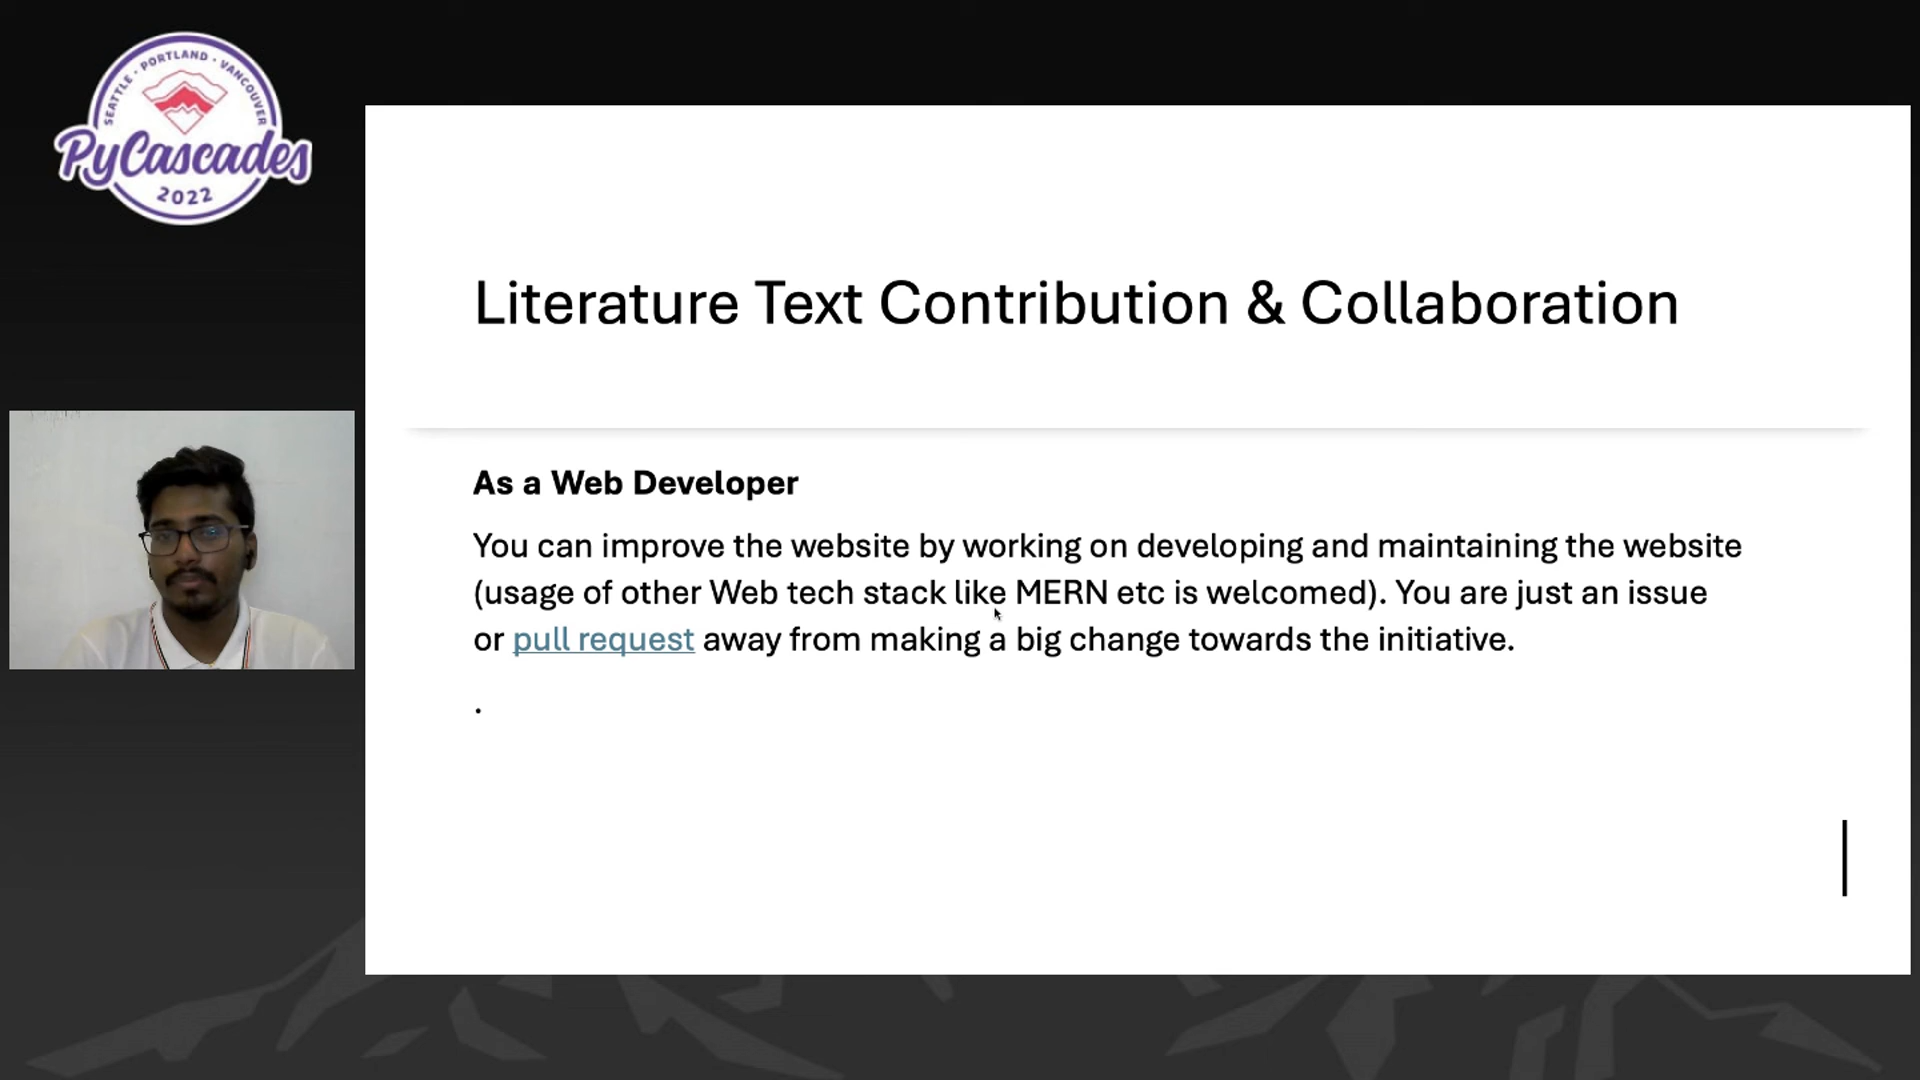 SEATTLE · PORTLAND · VANCOUVER
PyCascades
2022
Literature Text Contribution & Collaboration
As a Web Developer
You can improve the website by working on developing and maintaining the website
(usage of other Web tech stack like MERN etc is welcomed). You are just an issue
or pull request away from making a big change towards the initiative.
.